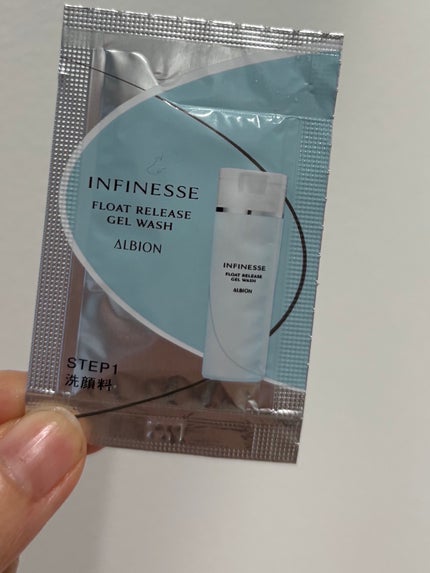 INFINESSE
FLOAT RELEASE
GEL WASH
ALBION
INFINESSE
FLOAT RELEASE
GEL WASH
ALBION
STEP1
洗顔料